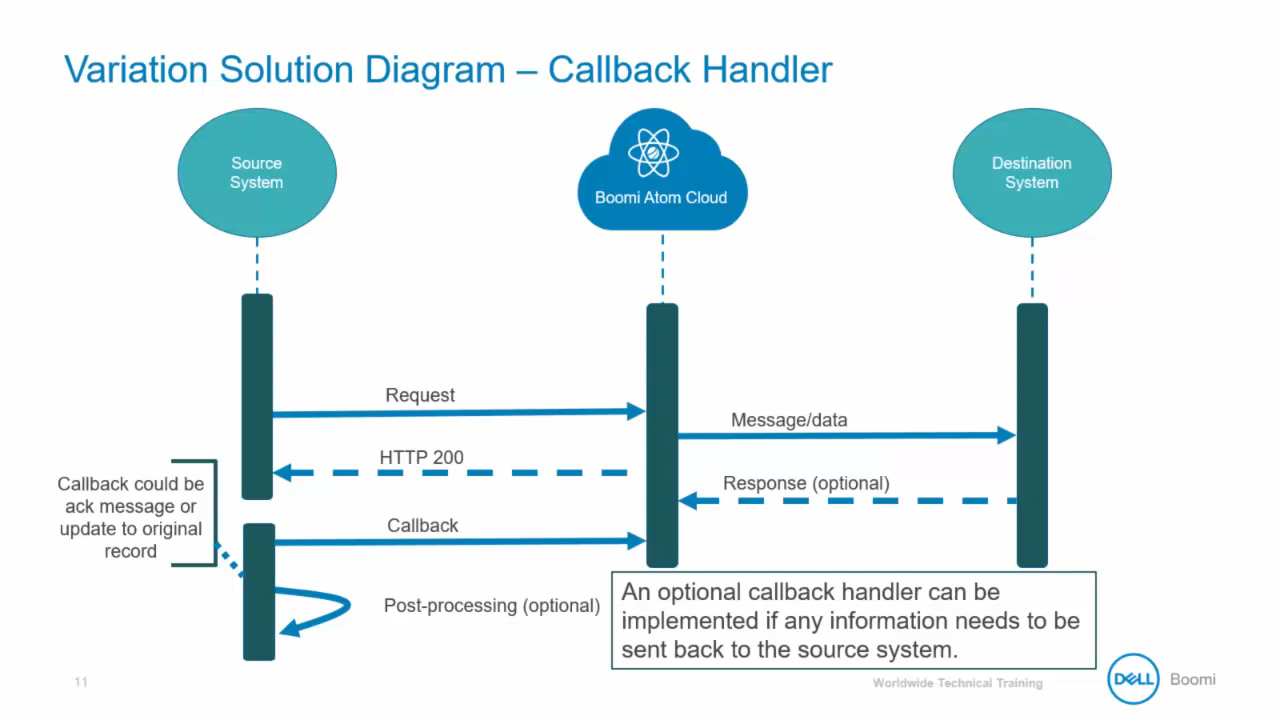 Variation Solution Diagram – Callback Handler
Source
System
Boomi Atom Cloud
Destination
System
Request
Message/data
HTTP 200
Response (optional)
Callback could be
ack message or
update to original
record
Callback
Post-processing (optional)
An optional callback handler can be
implemented if any information needs to be
sent back to the source system.
11
Worldwide Technical Training
DELL
Boomi